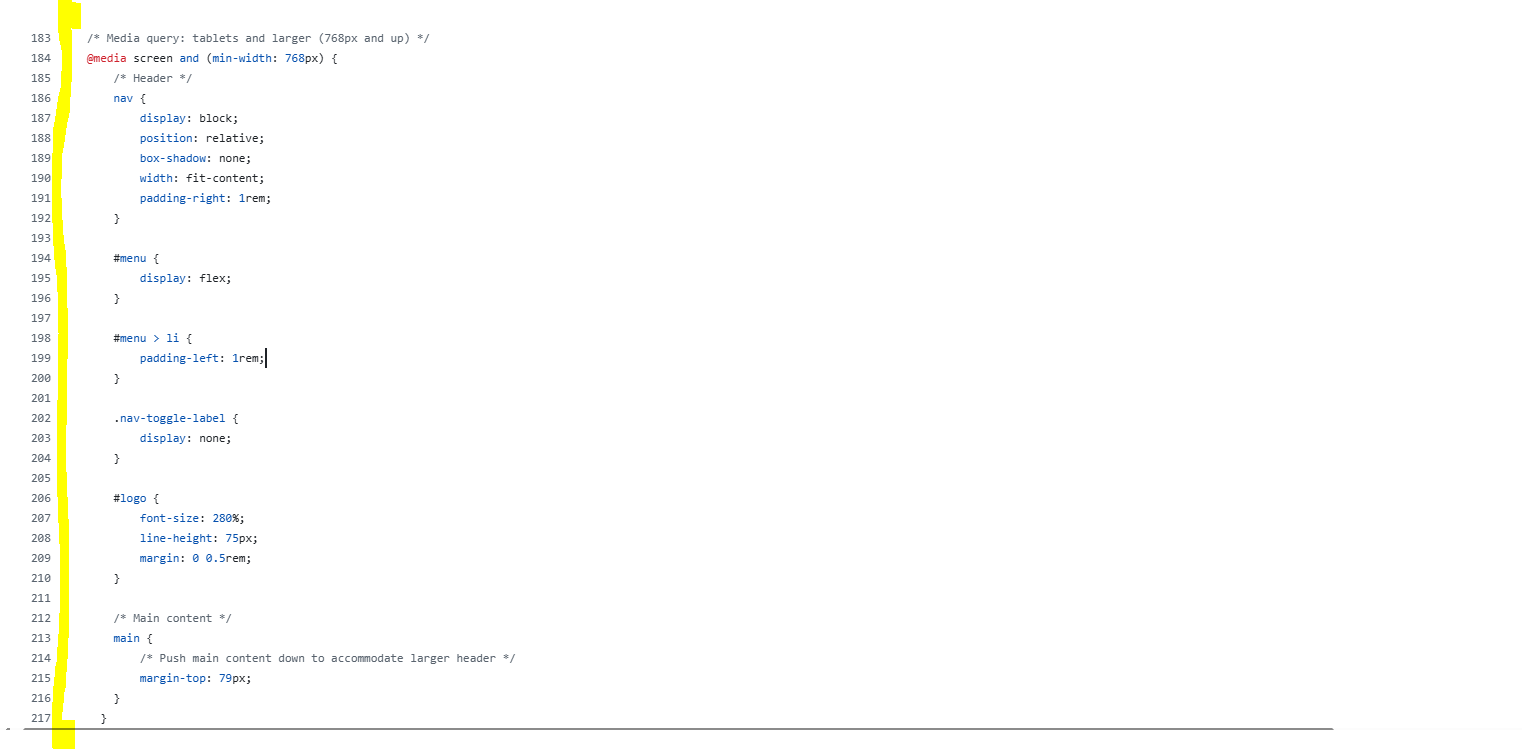 183 /* Media query: tablets and larger (768px and up) */
184 @media screen and (min-width: 768px) {
185 /* Header */
186 nav {
187 display: block;
188 position: relative;
189 box-shadow: none;
190 width: fit-content;
191 padding-right: 1rem;
192 }
193
194 #menu {
195 display: flex;
196 }
197
198 #menu > li {
199 padding-left: 1rem;
200 }
201
202 .nav-toggle-label {
203 display: none;
204 }
205
206 #logo {
207 font-size: 280%;
208 line-height: 75px;
209 margin: 0 0.5rem;
210 }
211
212 /* Main content */
213 main {
214 /* Push main content down to accommodate larger header */
215 margin-top: 79px;
216 }
217 }